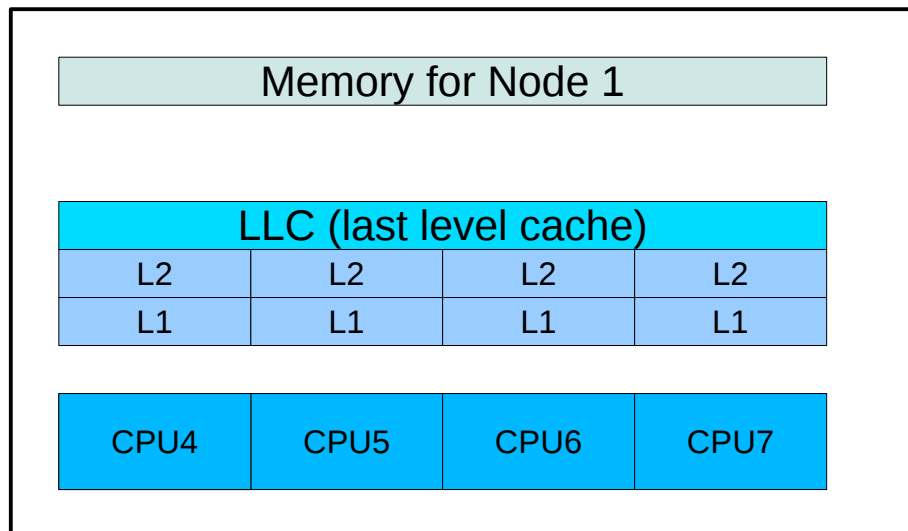 Memory for Node 1
LLC (last level cache)
L2 L2 L2 L2
L1 L1 L1 L1
CPU4 CPU5 CPU6 CPU7